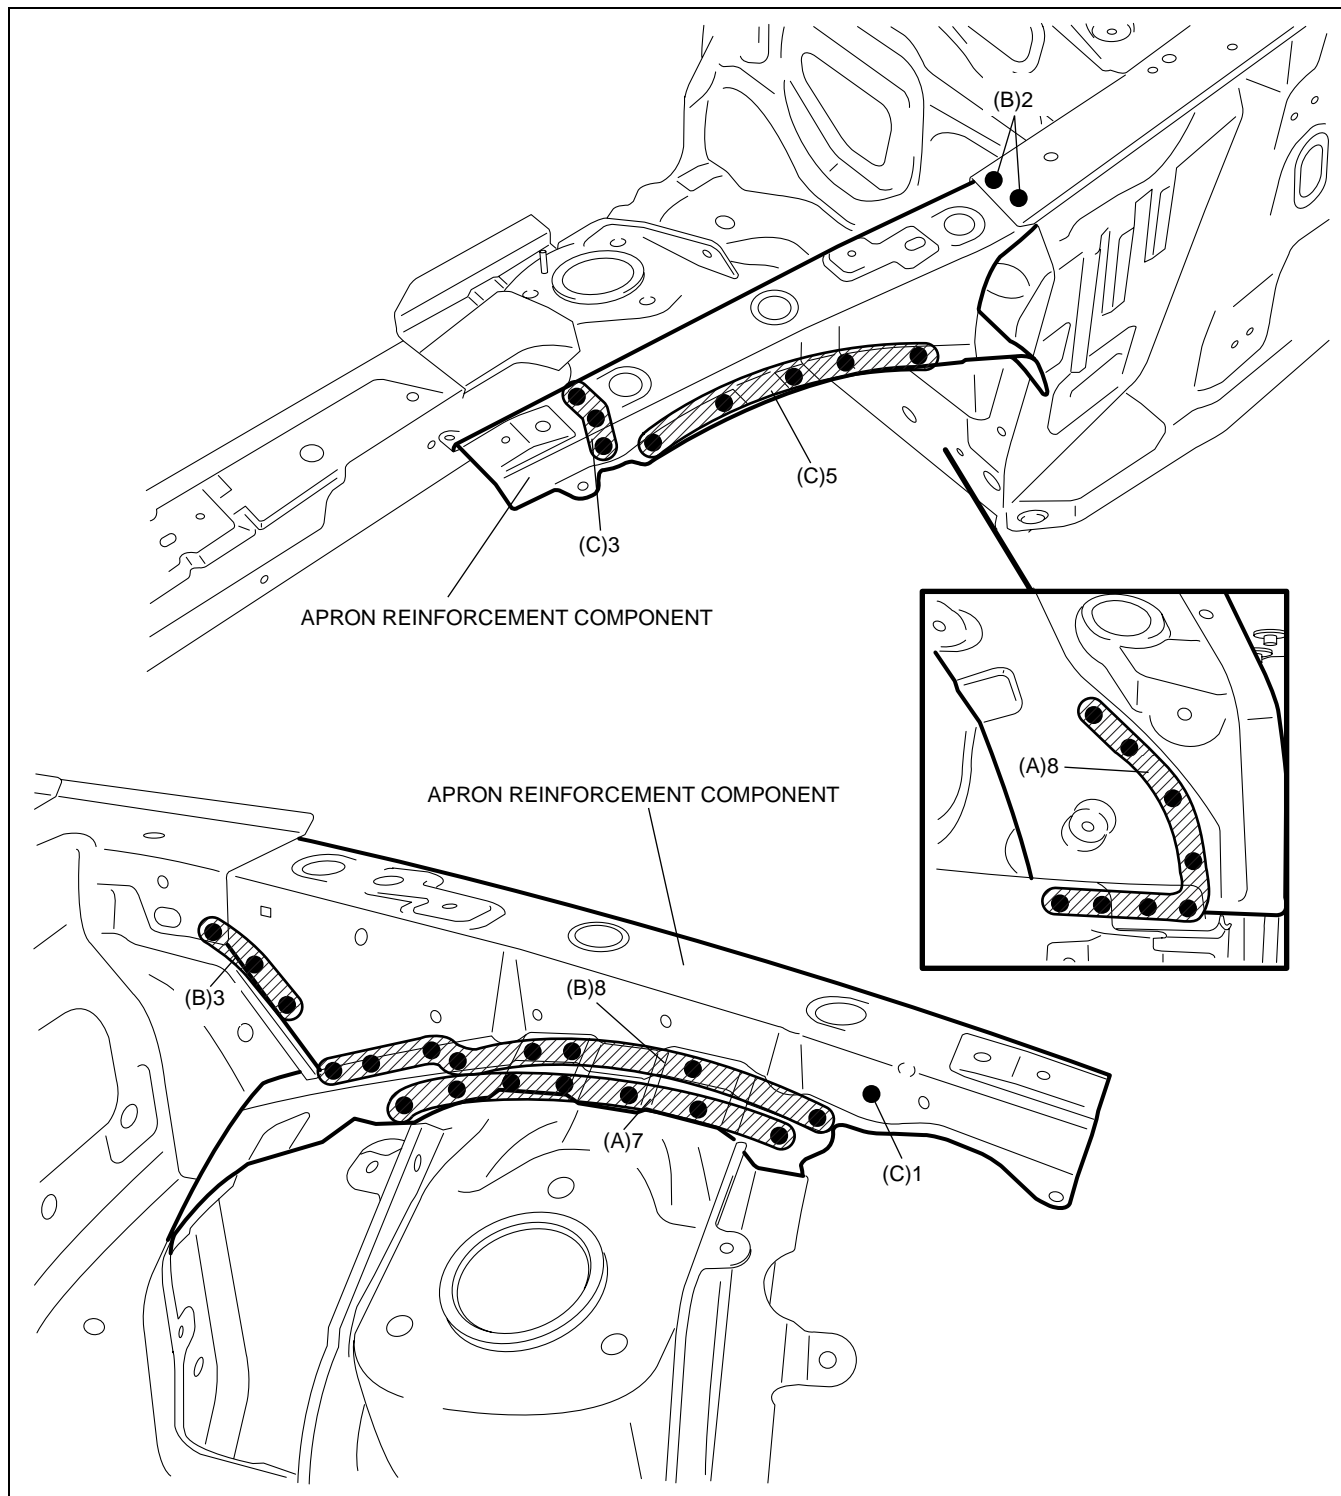 (B)2
(C)5
(C)3
APRON REINFORCEMENT COMPONENT
(A)8
APRON REINFORCEMENT COMPONENT
(B)3
(B)8
(A)7
(C)1